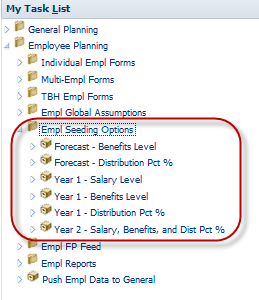 My Task List
General Planning
Employee Planning
Individual Empl Forms
Multi-Empl Forms
TBH Empl Forms
Empl Global Assumptions
Empl Seeding Options
Forecast - Benefits Level
Forecast - Distribution Pct %
Year 1 - Salary Level
Year 1 - Benefits Level
Year 1 - Distribution Pct %
Year 2 - Salary, Benefits, and Dist Pct %
Empl FP Feed
Empl Reports
Push Empl Data to General